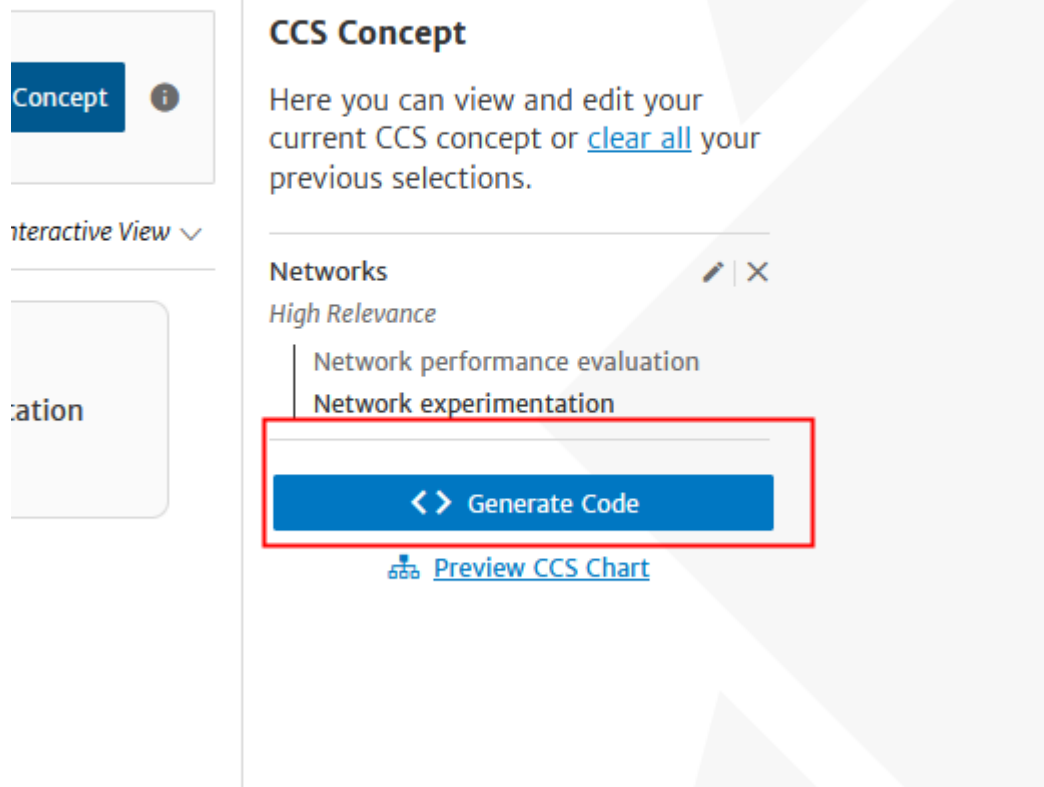 Concept
nteractive View
tation
CCS Concept
Here you can view and edit your
current CCS concept or clear all your
previous selections.
Networks
High Relevance
Network performance evaluation
Network experimentation
<> Generate Code
Preview CCS Chart